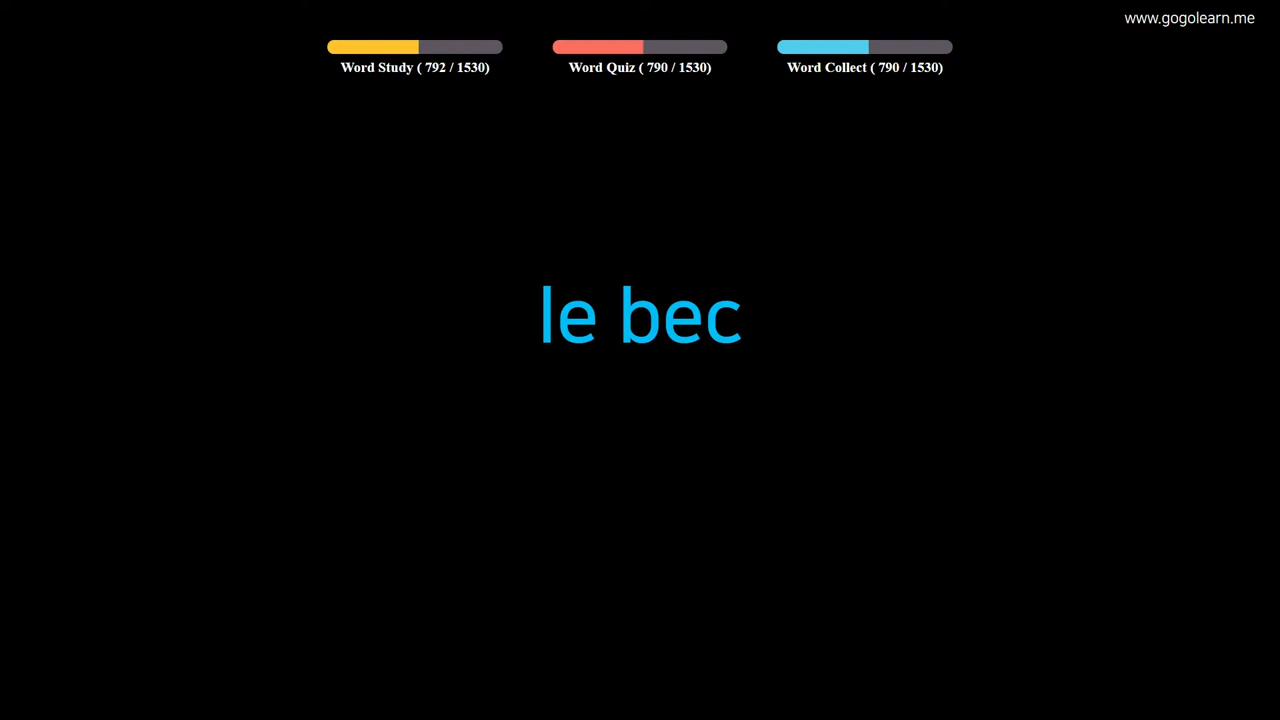 www.gogolearn.me
Word Study ( 792 / 1530)
Word Quiz ( 790 / 1530)
Word Collect ( 790 / 1530)
le bec